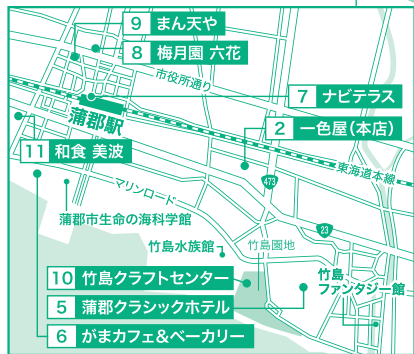 9 まん天や
8 梅月園 六花
市役所通り
7 ナビテラス
蒲郡駅
2 一色屋(本店)
11 和食 美波
東海道本線
473
マリンロード
23
蒲郡市生命の海科学館
竹島水族館
竹島園地
10 竹島クラフトセンター
竹島
ファンタジー館
5 蒲郡クラシックホテル
6 がまカフェ&ベーカリー